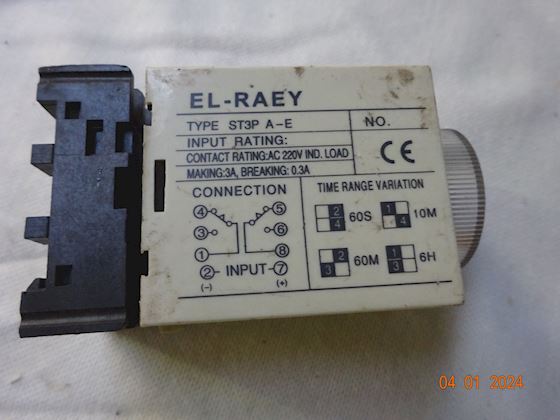 EL-RAEY
TYPE ST3P A-E
NO.
INPUT RATING:
CONTACT RATING:AC 220V IND. LOAD
MAKING:3A, BREAKING: 0.3A
CE
CONNECTION
4 5
3 6
1 8
2 INPUT 7
(-) (+)
TIME RANGE VARIATION
2 4 60S
1 4 10M
2 3 60M
1 3 6H
04 01 2024